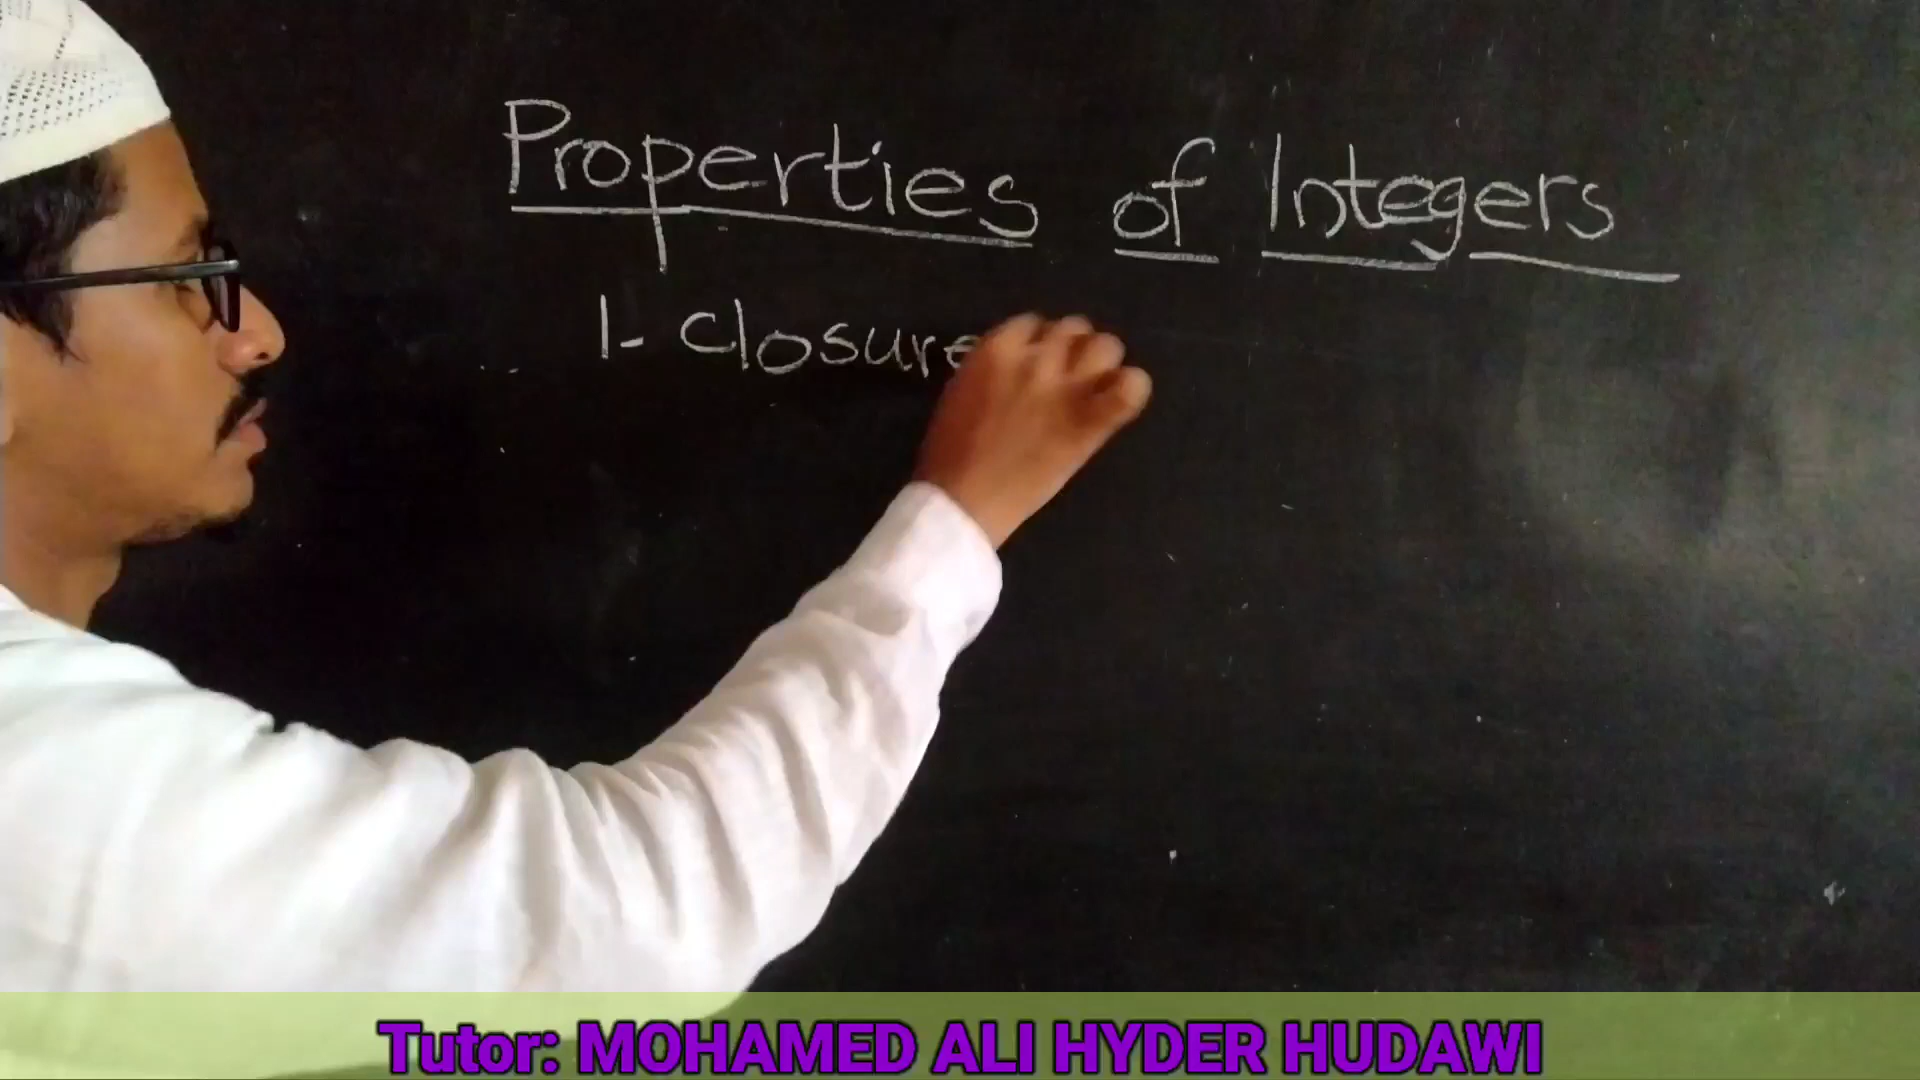 Properties of Integers
1- Closure
Tutor: MOHAMED ALI HYDER HUDAWI